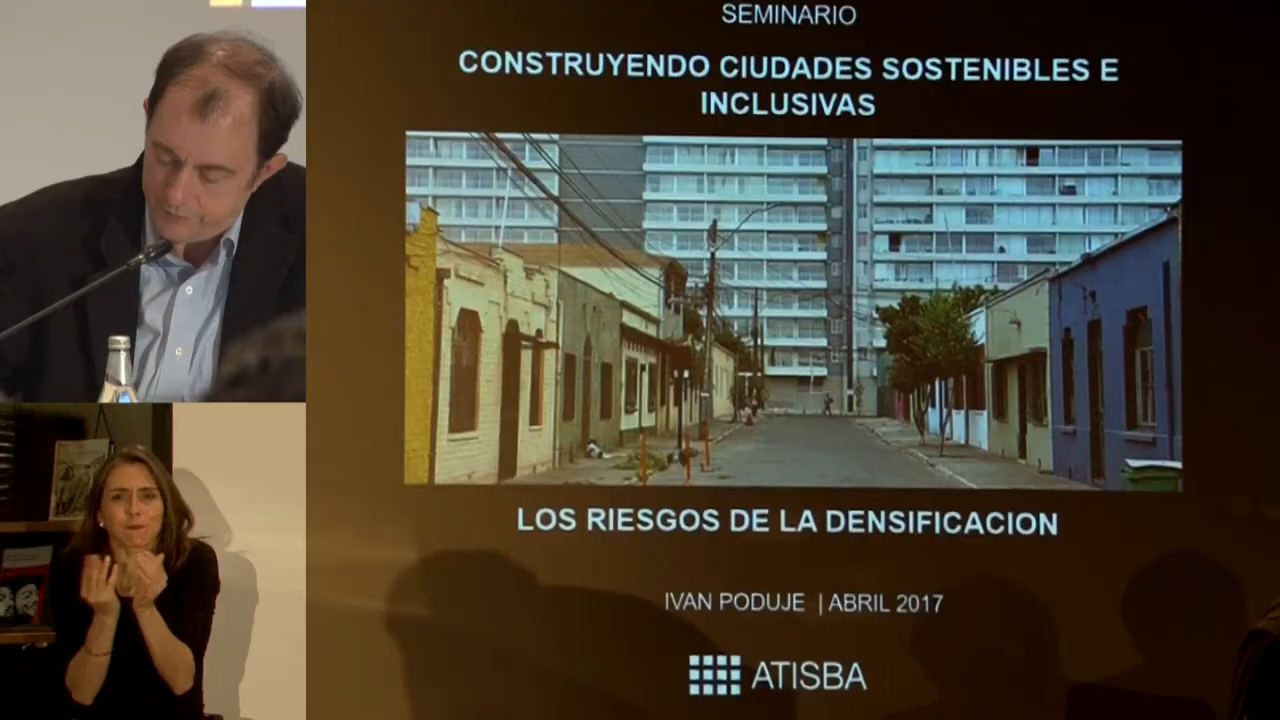 SEMINARIO
CONSTRUYENDO CIUDADES SOSTENIBLES E
INCLUSIVAS
LOS RIESGOS DE LA DENSIFICACION
IVAN PODUJE | ABRIL 2017
ATISBA